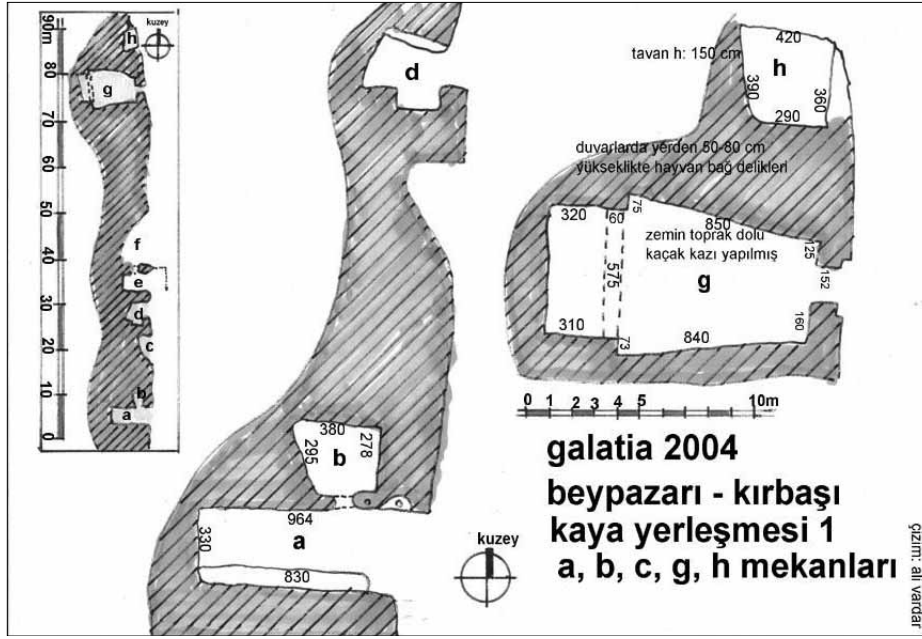 90m
80
70
60
50
40
30
20
10
0
kuzey
h
g
f
e
d
c
b
a
d
380
295
278
b
964
a
330
830
kuzey
tavan h: 150 cm
420
h
390
360
290
duvarlarda yerden 50-80 cm
yükseklikte hayvan bağ delikleri
320
60
75
850
zemin toprak dolu
kaçak kazı yapılmış
125
152
575
g
310
73
840
160
0 1 2 3 4 5 10m
galatia 2004
beypazarı - kırbaşı
kaya yerleşmesi 1
a, b, c, g, h mekanları
çizim: ali vardar